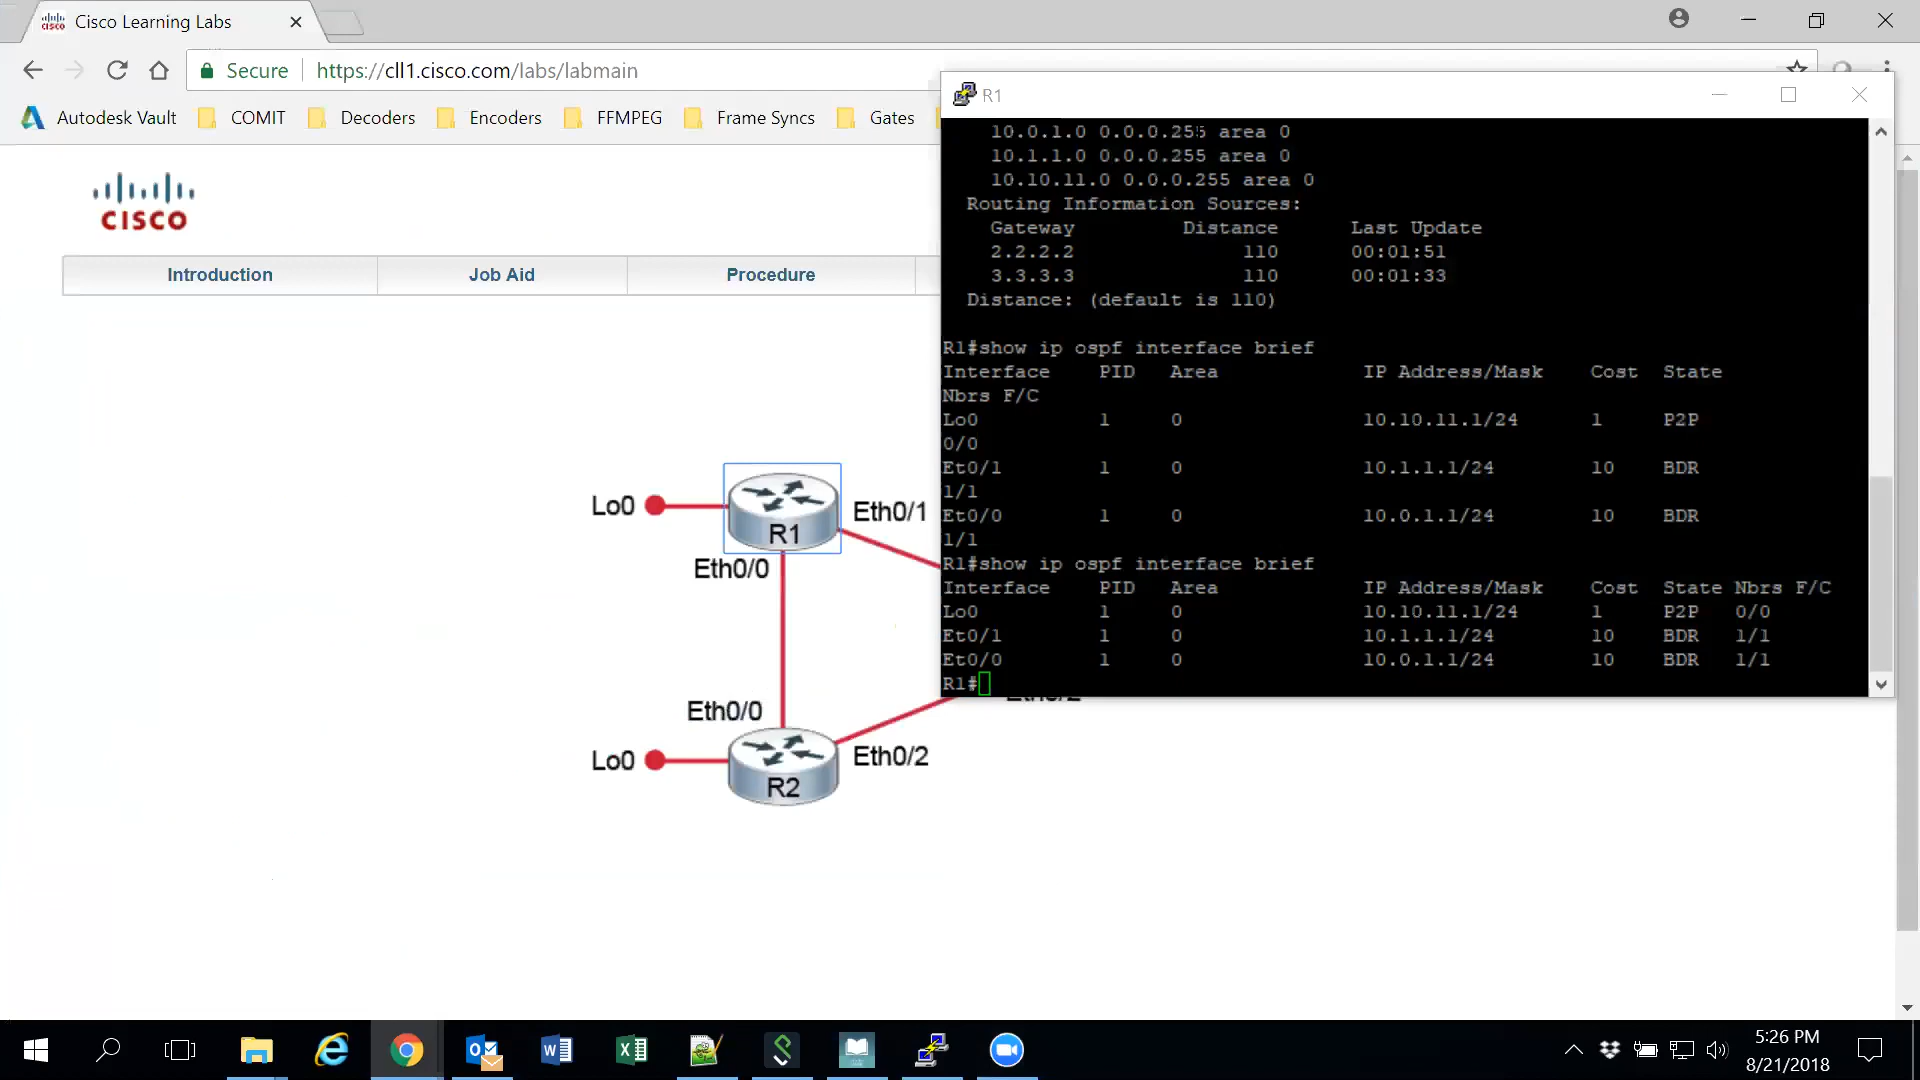 Cisco Learning Labs
Secure
https://cll1.cisco.com/labs/labmain
Autodesk Vault
COMIT
Decoders
Encoders
FFMPEG
Frame Syncs
Gates
CISCO
Introduction
Job Aid
Procedure
Lo0
R1
Eth0/1
Eth0/0
Eth0/0
Lo0
R2
Eth0/2
R1
10.0.1.0 0.0.0.255 area 0
10.1.1.0 0.0.0.255 area 0
10.10.11.0 0.0.0.255 area 0
Routing Information Sources:
Gateway Distance Last Update
2.2.2.2 110 00:01:51
3.3.3.3 110 00:01:33
Distance: (default is 110)
R1#show ip ospf interface brief
Interface PID Area IP Address/Mask Cost State
Nbrs F/C
Lo0 1 0 10.10.11.1/24 1 P2P
0/0
Et0/1 1 0 10.1.1.1/24 10 BDR
1/1
Et0/0 1 0 10.0.1.1/24 10 BDR
1/1
R1#show ip ospf interface brief
Interface PID Area IP Address/Mask Cost State Nbrs F/C
Lo0 1 0 10.10.11.1/24 1 P2P 0/0
Et0/1 1 0 10.1.1.1/24 10 BDR 1/1
Et0/0 1 0 10.0.1.1/24 10 BDR 1/1
R1#
5:26 PM
8/21/2018